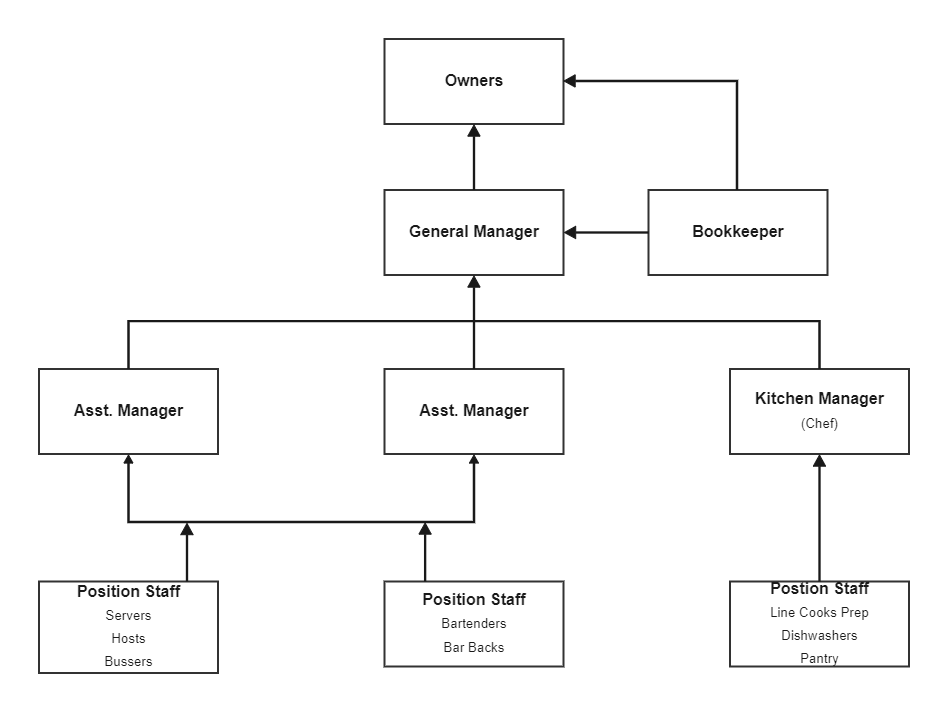 Owners
General Manager
Bookkeeper
Asst. Manager
Asst. Manager
Kitchen Manager
(Chef)
Position Staff
Servers
Hosts
Bussers
Position Staff
Bartenders
Bar Backs
Postion Staff
Line Cooks Prep
Dishwashers
Pantry